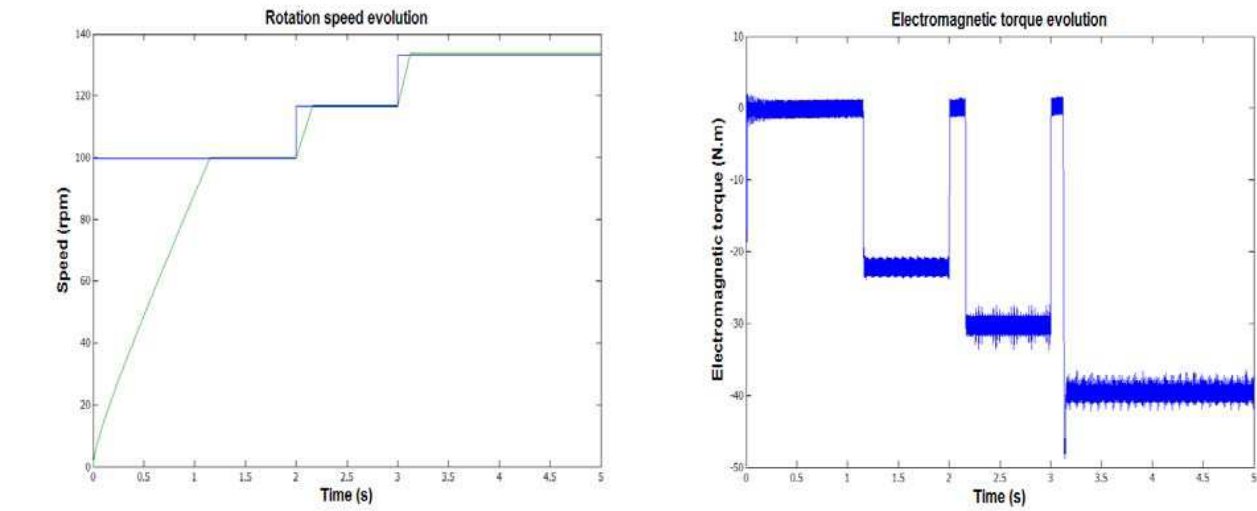 Rotation speed evolution
140
120
100
80
60
40
20
0
Speed (rpm)
0 0.5 1 1.5 2 2.5 3 3.5 4 4.5 5
Time (s)
Electromagnetic torque evolution
10
0
-10
-20
-30
-40
-50
Electromagnetic torque (N.m)
0 0.5 1 1.5 2 2.5 3 3.5 4 4.5 5
Time (s)